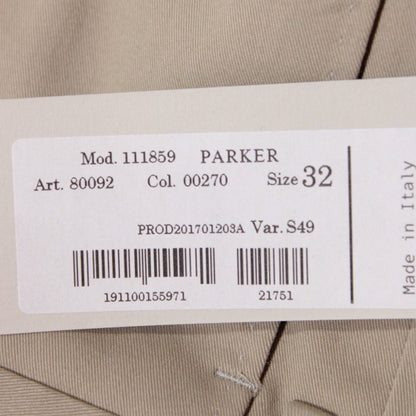 Mod. 111859 PARKER
Art. 80092 Col. 00270 Size 32
PROD201701203A Var. S49
191100155971 21751
Made in Italy